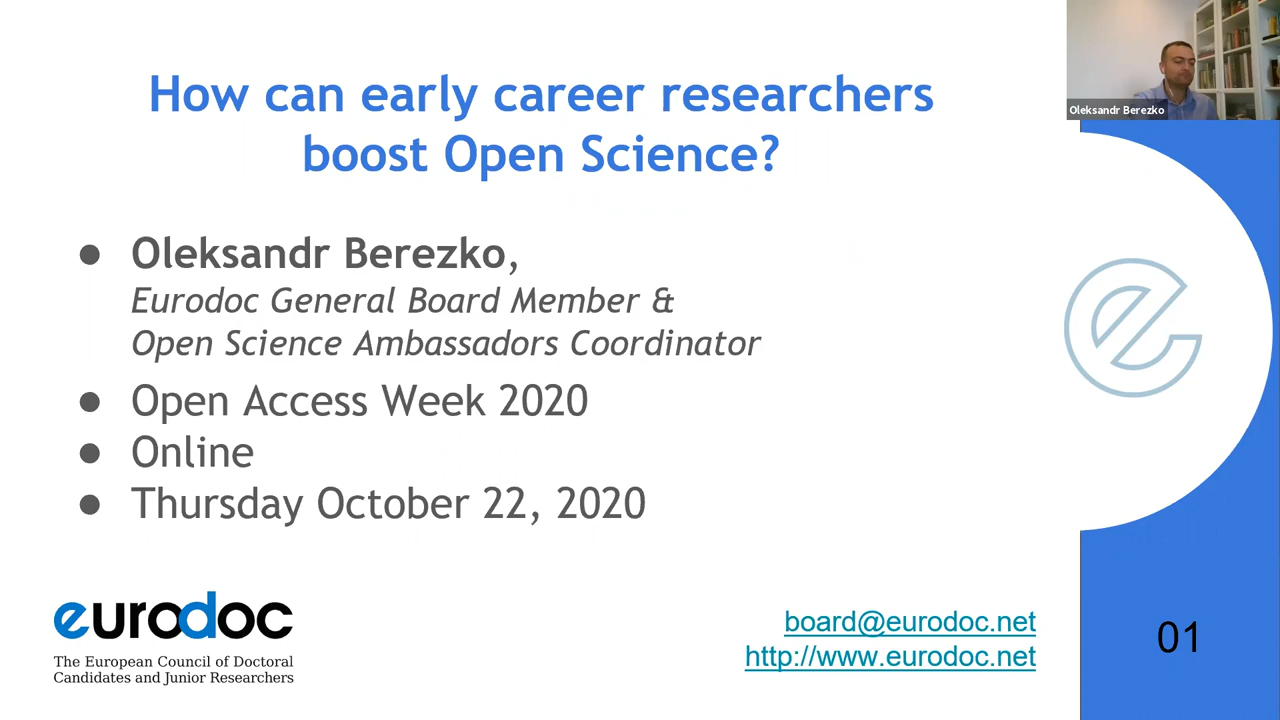 How can early career researchers
boost Open Science?
Oleksandr Berezko
● Oleksandr Berezko,
Eurodoc General Board Member &
Open Science Ambassadors Coordinator
● Open Access Week 2020
● Online
● Thursday October 22, 2020
eurodoc
The European Council of Doctoral
Candidates and Junior Researchers
board@eurodoc.net
http://www.eurodoc.net
01